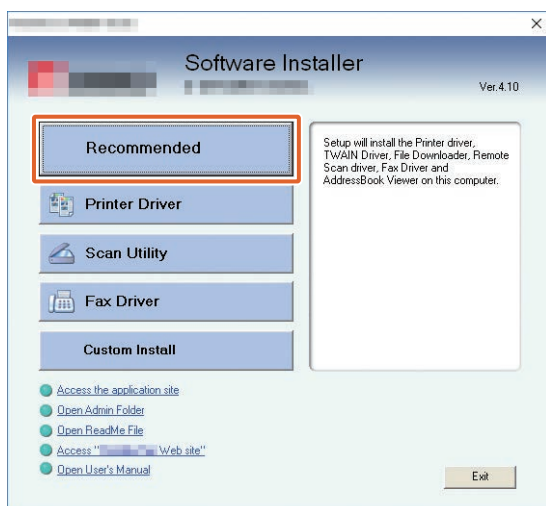 Software Installer
Ver.4.10
Recommended
Printer Driver
Scan Utility
Fax Driver
Custom Install
Setup will install the Printer driver,
TWAIN Driver, File Downloader, Remote
Scan driver, Fax Driver and
AddressBook Viewer on this computer.
Access the application site
Open Admin Folder
Open ReadMe File
Access " Web site"
Open User's Manual
Exit